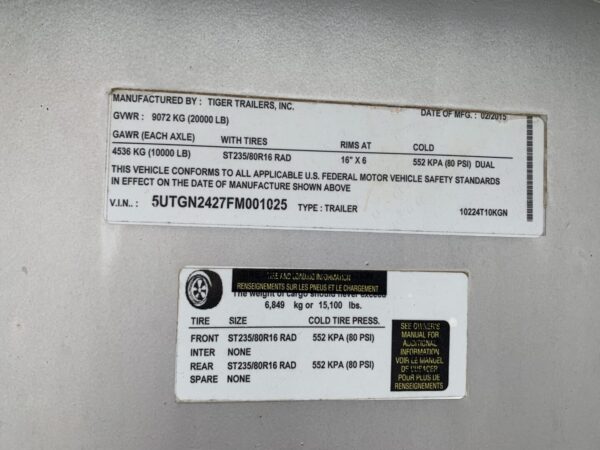 MANUFACTURED BY : TIGER TRAILERS, INC. DATE OF MFG. : 02/2015
GVWR : 9072 KG (20000 LB)
GAWR (EACH AXLE) WITH TIRES RIMS AT COLD
4536 KG (10000 LB) ST235/80R16 RAD 16" X 6 552 KPA (80 PSI) DUAL
THIS VEHICLE CONFORMS TO ALL APPLICABLE U.S. FEDERAL MOTOR VEHICLE SAFETY STANDARDS
IN EFFECT ON THE DATE OF MANUFACTURE SHOWN ABOVE
V.I.N.. : 5UTGN2427FM001025 TYPE : TRAILER 10224T10KGN
TIRE AND LOADING INFORMATION
RENSEIGNEMENTS SUR LES PNEUS ET LE CHARGEMENT
The weight of cargo should never exceed
6,849 kg or 15,100 lbs.
TIRE SIZE COLD TIRE PRESS.
FRONT ST235/80R16 RAD 552 KPA (80 PSI)
INTER NONE
REAR ST235/80R16 RAD 552 KPA (80 PSI)
SPARE NONE
SEE OWNER'S
MANUAL FOR
ADDITIONAL
INFORMATION
VOIR LE MANUEL
POUR PLUS DE
RENSEIGNEMENTS